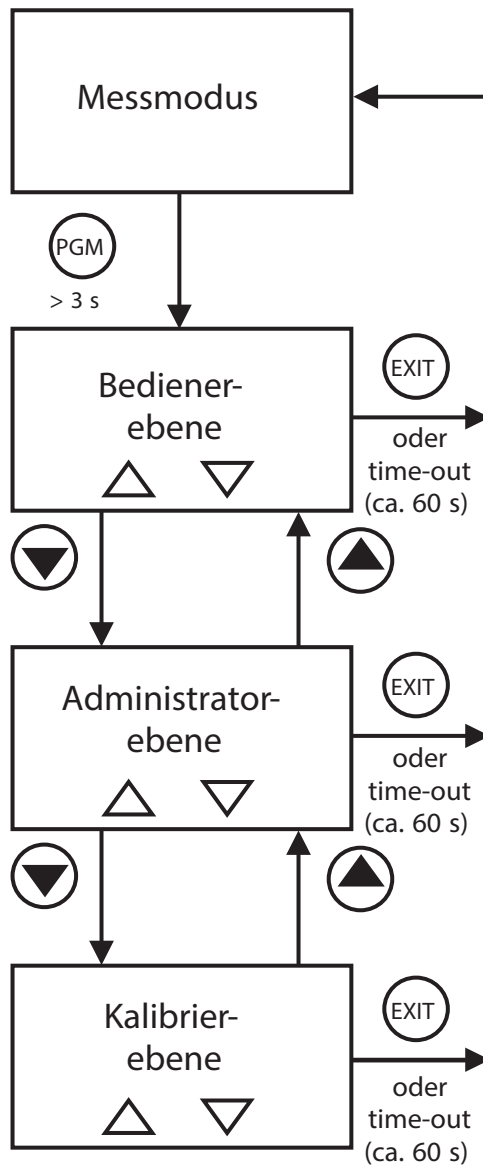 Messmodus
PGM
> 3 s
Bediener-
ebene
EXIT
oder
time-out
(ca. 60 s)
Administrator-
ebene
EXIT
oder
time-out
(ca. 60 s)
Kalibrier-
ebene
EXIT
oder
time-out
(ca. 60 s)